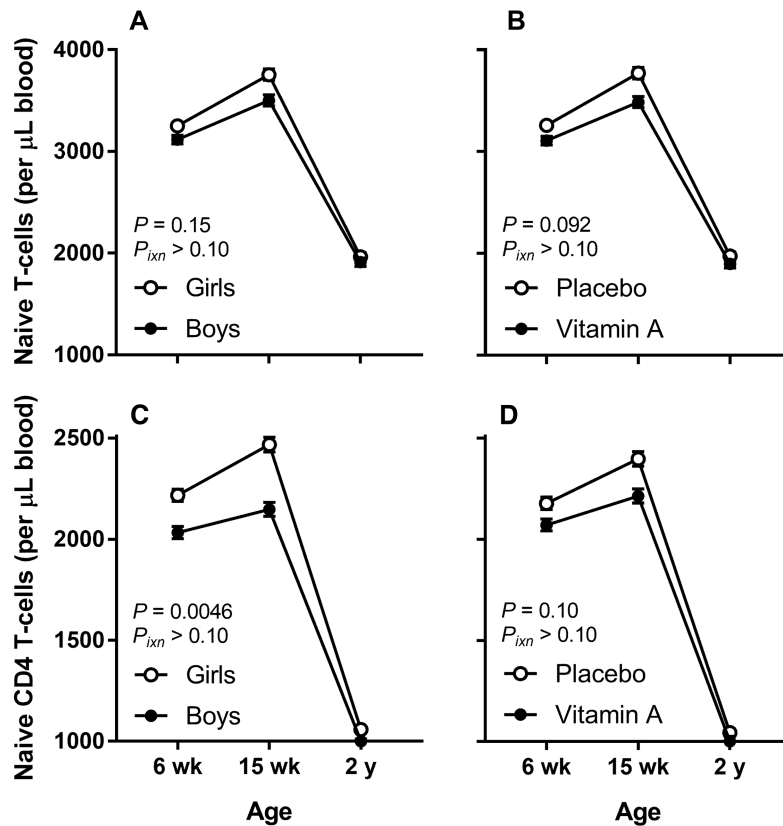 A
Naive T-cells (per μL blood)
4000
3000
2000
1000
P = 0.15
Pixn > 0.10
Girls
Boys
B
P = 0.092
Pixn > 0.10
Placebo
Vitamin A
C
Naive CD4 T-cells (per μL blood)
2500
2000
1500
1000
P = 0.0046
Pixn > 0.10
Girls
Boys
6 wk 15 wk 2 y
Age
D
P = 0.10
Pixn > 0.10
Placebo
Vitamin A
6 wk 15 wk 2 y
Age